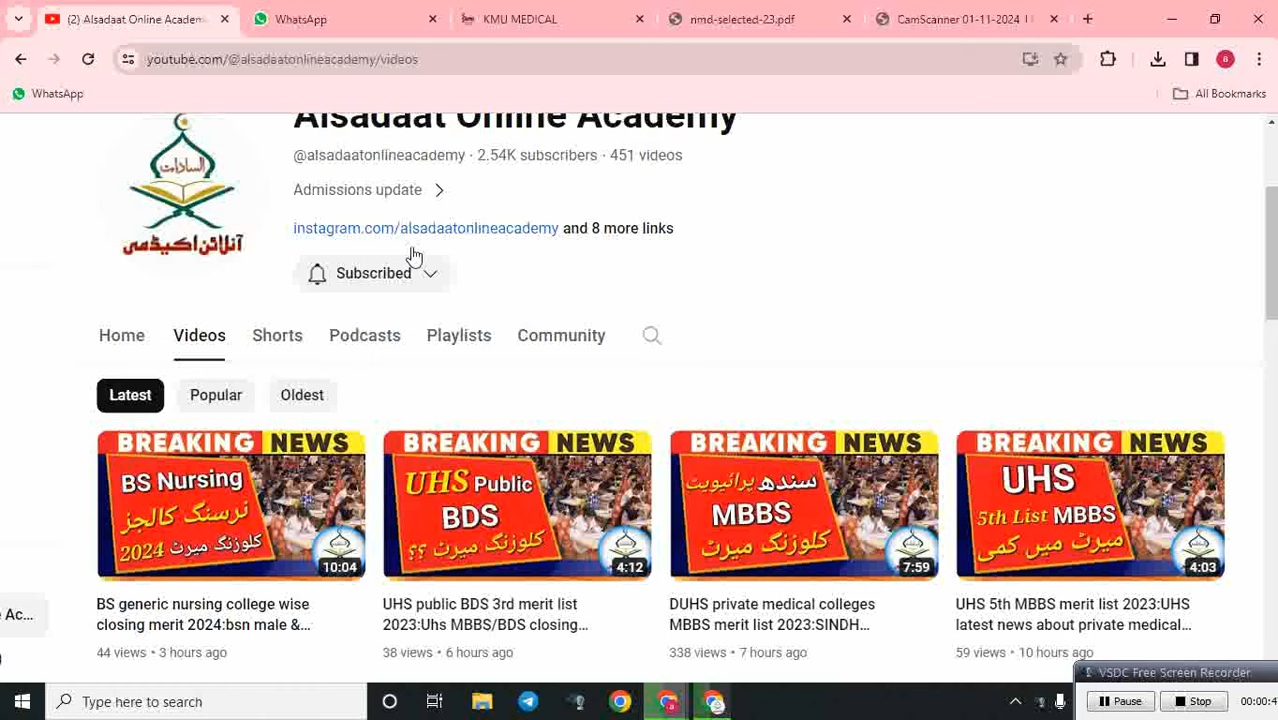 (2) Alsadaat Online Academ
WhatsApp
KMU MEDICAL
nmd-selected-23.pdf
CamScanner 01-11-2024
youtube.com/@alsadaatonlineacademy/videos
a
WhatsApp
All Bookmarks
Alsadaat Online Academy
@alsadaatonlineacademy · 2.54K subscribers · 451 videos
Admissions update
instagram.com/alsadaatonlineacademy and 8 more links
Subscribed
السادات
آنلائن اکیڈمی
Home
Videos
Shorts
Podcasts
Playlists
Community
Latest
Popular
Oldest
BREAKING NEWS
BS Nursing
نرسنگ کالجز
کلوزنگ میرٹ 2024
10:04
BREAKING NEWS
UHS Public
BDS
کلوزنگ میرٹ ؟؟
4:12
BREAKING NEWS
سندھ پرائیویٹ
MBBS
کلوزنگ میرٹ
7:59
BREAKING NEWS
UHS
5th List MBBS
میرٹ میں کمی
4:03
BS generic nursing college wise
closing merit 2024:bsn male &...
44 views · 3 hours ago
UHS public BDS 3rd merit list
2023:Uhs MBBS/BDS closing...
38 views · 6 hours ago
DUHS private medical colleges
MBBS merit list 2023:SINDH...
338 views · 7 hours ago
UHS 5th MBBS merit list 2023:UHS
latest news about private medical...
59 views · 10 hours ago
e Ac...
VSDC Free Screen Recorder
Pause
Stop
00:00:4
Type here to search